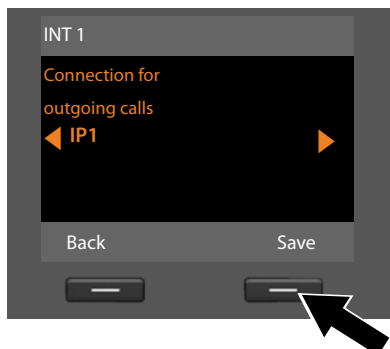 INT 1
Connection for
outgoing calls
IP1
Back Save